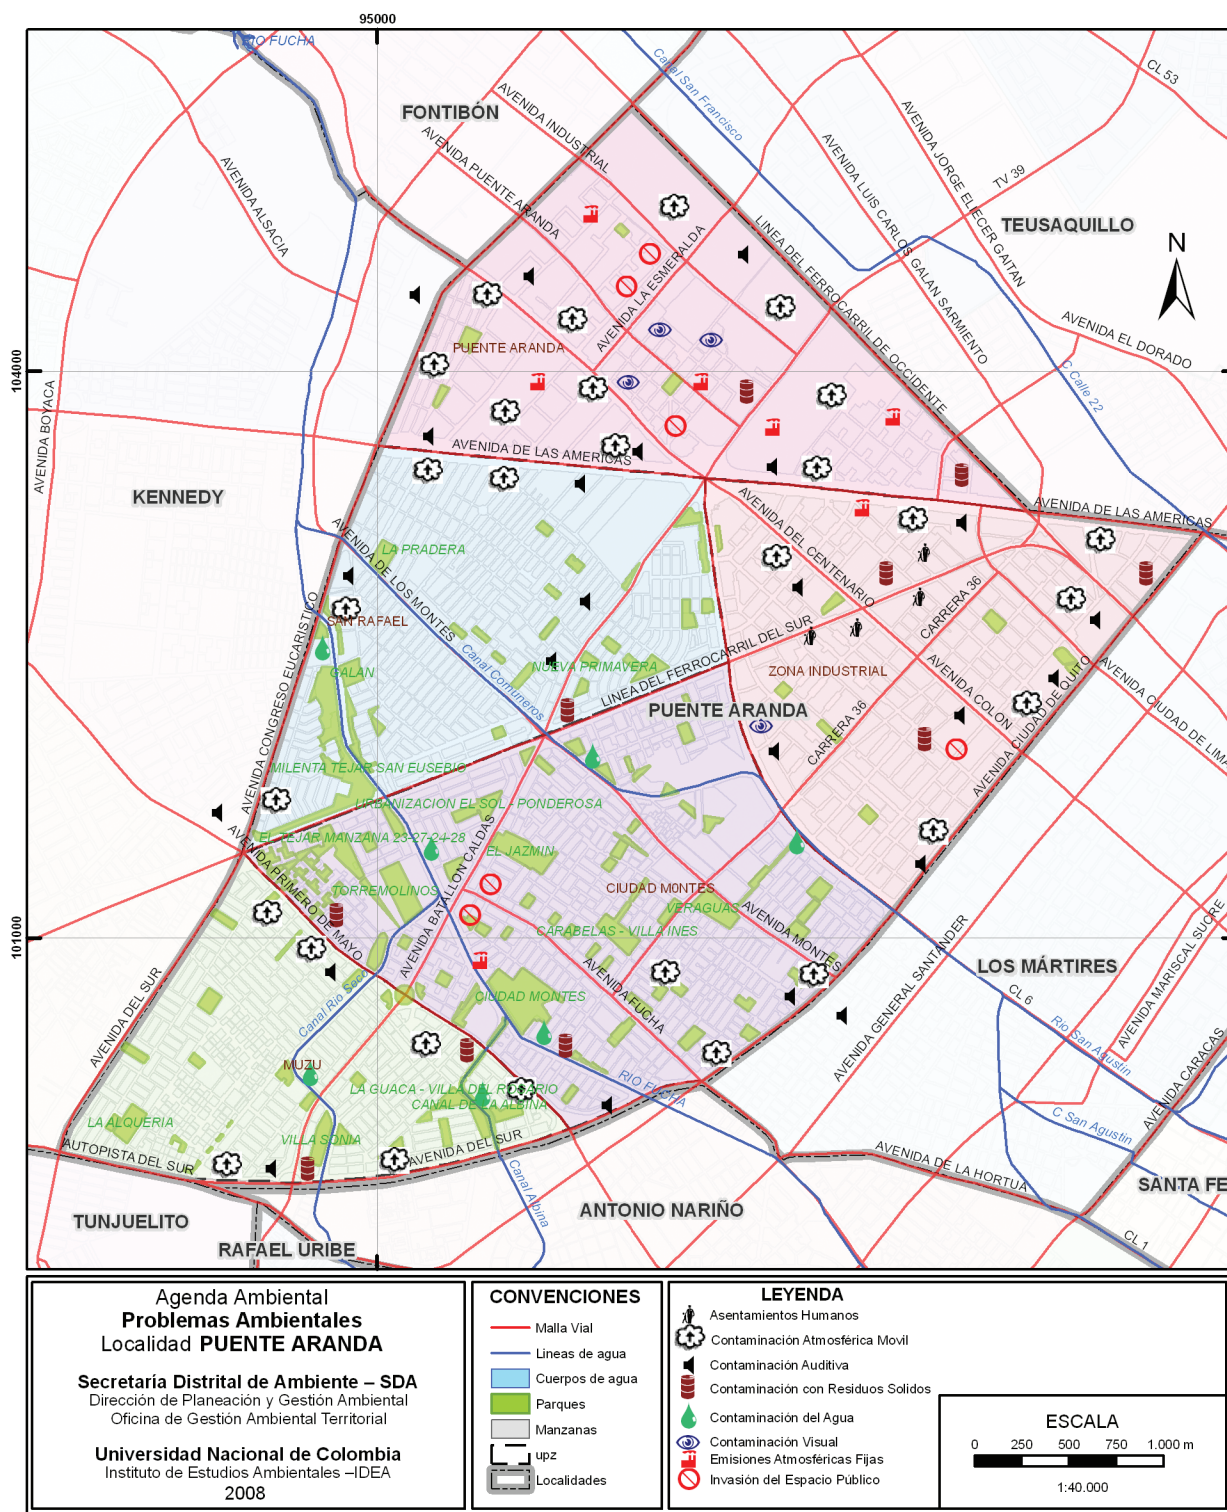 95000
RIO FUCHA
Canal San Francisco
CL 53
FONTIBÓN
AVENIDA INDUSTRIAL
AVENIDA PUENTE ARANDA
AVENIDA ALSACIA
AVENIDA LUIS CARLOS GALAN SARMIENTO
AVENIDA JORGE ELIECER GAITAN
TV 39
TEUSAQUILLO
N
LINEA DEL FERROCARRIL DE OCCIDENTE
AVENIDA LA ESMERALDA
AVENIDA EL DORADO
PUENTE ARANDA
104000
C Calle 22
AVENIDA BOYACA
AVENIDA DE LAS AMERICAS
KENNEDY
AVENIDA DE LAS AMERICAS
AVENIDA DEL CENTENARIO
AVENIDA DE LOS MONTES
LA PRADERA
CARRERA 36
SAN RAFAEL
LINEA DEL FERROCARRIL DEL SUR
GALAN
Canal Comuneros
NUEVA PRIMAVERA
ZONA INDUSTRIAL
AVENIDA CONGRESO EUCARISTICO
PUENTE ARANDA
CARRERA 36
AVENIDA COLON
AVENIDA CIUDAD DE QUITO
AVENIDA CIUDAD DE LIMA
MILENTA TEJAR SAN EUSEBIO
URBANIZACION EL SOL - PONDEROSA
EL TEJAR MANZANA 23-27-24-28
EL JAZMIN
AVENIDA PRIMERO DE MAYO
TORREMOLINOS
AVENIDA BATALLON CALDAS
CIUDAD MONTES
VERAGUAS
CARABELAS - VILLA INES
AVENIDA MONTES
101000
AVENIDA FUCHA
AVENIDA GENERAL SANTANDER
LOS MÁRTIRES
AVENIDA MARISCAL SUCRE
CL 6
AVENIDA DEL SUR
Canal Rio Seco
CIUDAD MONTES
Rio San Agustin
MUZU
LA GUACA - VILLA DEL ROSARIO
CANAL DE LA ALBINA
RIO FUCHA
AVENIDA CARACAS
LA ALQUERIA
VILLA SONIA
C San Agustin
AUTOPISTA DEL SUR
AVENIDA DEL SUR
Canal Albina
AVENIDA DE LA HORTUA
SANTA FE
TUNJUELITO
ANTONIO NARIÑO
RAFAEL URIBE
CL 1
Agenda Ambiental
Problemas Ambientales
Localidad PUENTE ARANDA
Secretaría Distrital de Ambiente – SDA
Dirección de Planeación y Gestión Ambiental
Oficina de Gestión Ambiental Territorial
Universidad Nacional de Colombia
Instituto de Estudios Ambientales –IDEA
2008
CONVENCIONES
Malla Vial
Lineas de agua
Cuerpos de agua
Parques
Manzanas
upz
Localidades
LEYENDA
Asentamientos Humanos
Contaminación Atmosférica Movil
Contaminación Auditiva
Contaminación con Residuos Solidos
Contaminación del Agua
Contaminación Visual
Emisiones Atmosféricas Fijas
Invasión del Espacio Público
ESCALA
0 250 500 750 1.000 m
1:40.000